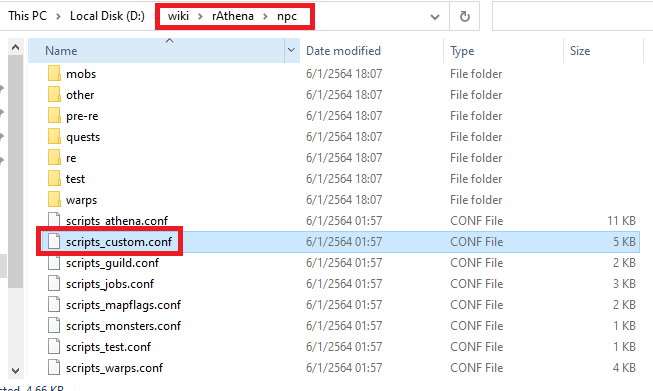 This PC > Local Disk (D:) > wiki > rAthena > npc
Name Date modified Type Size
mobs 6/1/2564 18:07 File folder
other 6/1/2564 18:07 File folder
pre-re 6/1/2564 18:07 File folder
quests 6/1/2564 18:07 File folder
re 6/1/2564 18:07 File folder
test 6/1/2564 18:07 File folder
warps 6/1/2564 18:07 File folder
scripts_athena.conf 6/1/2564 01:57 CONF File 11 KB
scripts_custom.conf 6/1/2564 01:57 CONF File 5 KB
scripts_guild.conf 6/1/2564 01:57 CONF File 2 KB
scripts_jobs.conf 6/1/2564 01:57 CONF File 3 KB
scripts_mapflags.conf 6/1/2564 01:57 CONF File 2 KB
scripts_monsters.conf 6/1/2564 01:57 CONF File 2 KB
scripts_test.conf 6/1/2564 01:57 CONF File 2 KB
scripts_warps.conf 6/1/2564 01:57 CONF File 4 KB
4.66 KB